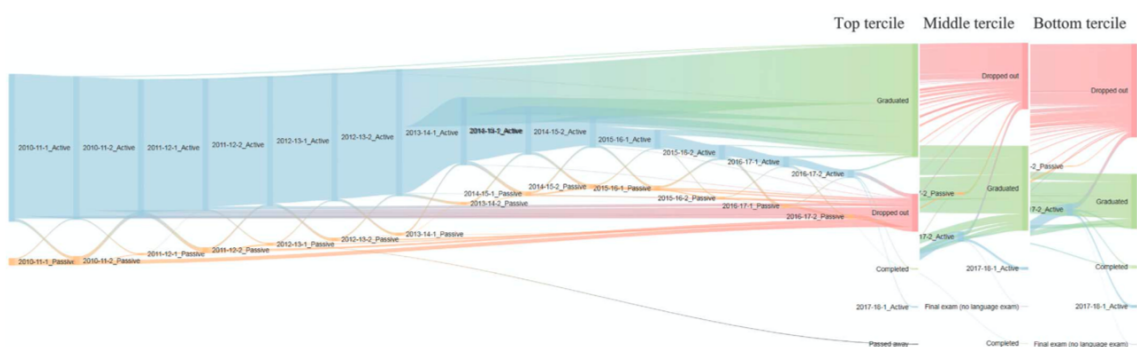 Top tercile Middle tercile Bottom tercile
Dropped out
Dropped out
Graduated
2010-11-1_Active
2010-11-2_Active
2011-12-1_Active
2011-12-2_Active
2012-13-1_Active
2012-13-2_Active
2013-14-1_Active
2014-15-2_Active
2015-16-1_Active
2015-16-2_Active
2016-17-1_Active
2016-17-2_Active
-2_Passive
Graduated
Graduated
2014-15-1_Passive
2014-15-2_Passive
2015-16-1_Passive
2015-16-2_Passive
2013-14-2_Passive
2016-17-1_Passive
2016-17-2_Passive
Dropped out
-2_Passive
17-2_Active
17-2_Active
2010-11-1_Passive
2010-11-2_Passive
2011-12-1_Passive
2011-12-2_Passive
2012-13-1_Passive
2012-13-2_Passive
2013-14-1_Passive
Completed
2017-18-1_Active
Completed
2017-18-1_Active
Final exam (no language exam)
2017-18-1_Active
Passed away
Completed
Final exam (no language exam)